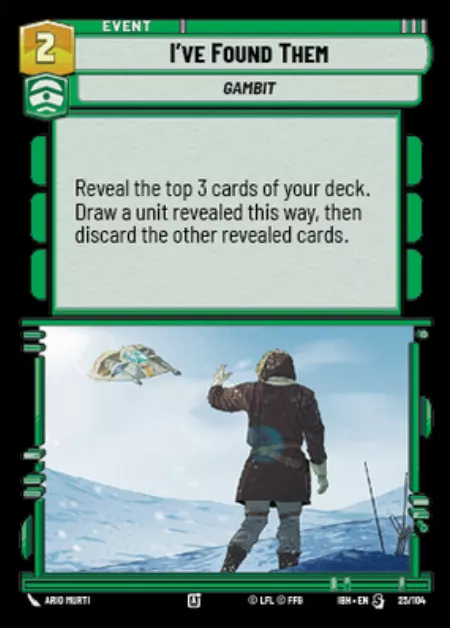 EVENT
2
I'VE FOUND THEM
GAMBIT
Reveal the top 3 cards of your deck.
Draw a unit revealed this way, then
discard the other revealed cards.
ARIO MURTI
© LFL © FFG
IBH • EN
25/104